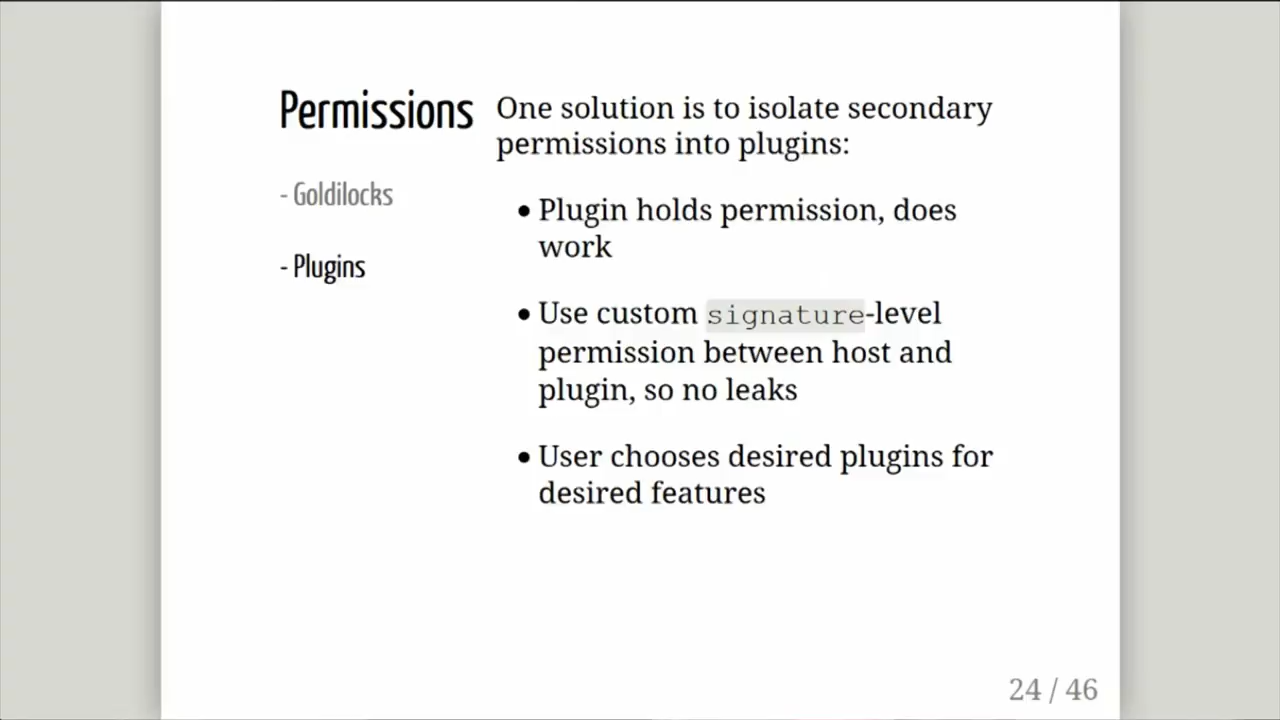 Permissions
- Goldilocks
- Plugins
One solution is to isolate secondary
permissions into plugins:
• Plugin holds permission, does
work
• Use custom signature-level
permission between host and
plugin, so no leaks
• User chooses desired plugins for
desired features
24 / 46